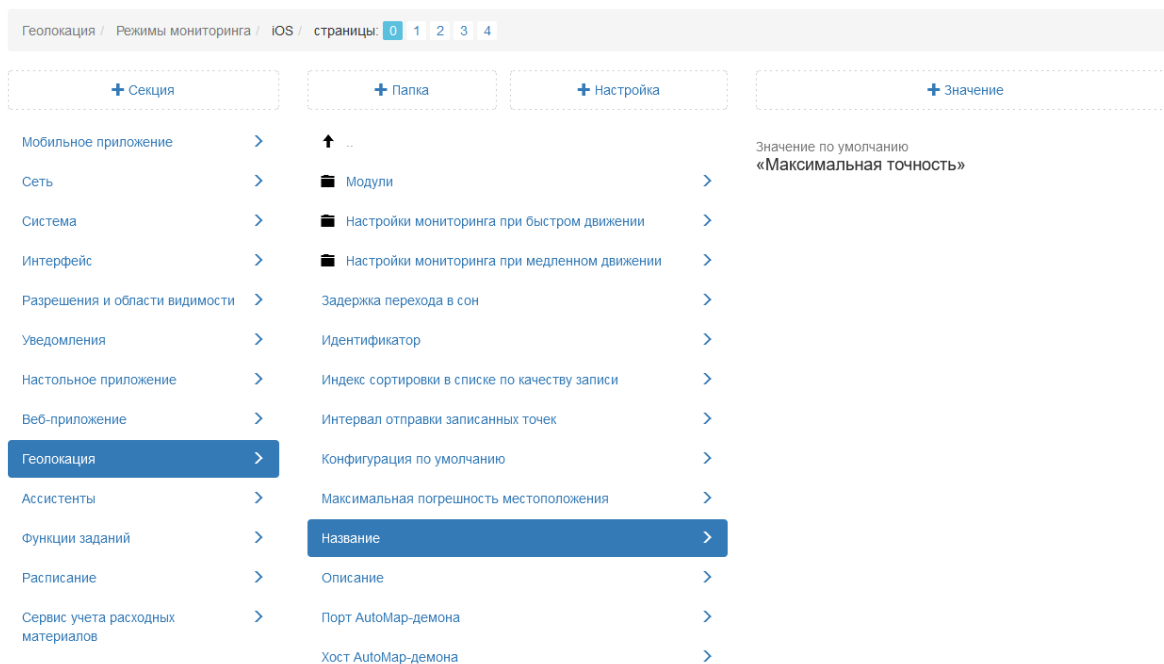 Геолокация / Режимы мониторинга / iOS / страницы: 0 1 2 3 4
+ Секция
+ Папка
+ Настройка
+ Значение
Мобильное приложение
Сеть
Система
Интерфейс
Разрешения и области видимости
Уведомления
Настольное приложение
Веб-приложение
Геолокация
Ассистенты
Функции заданий
Расписание
Сервис учета расходных
материалов
..
Модули
Настройки мониторинга при быстром движении
Настройки мониторинга при медленном движении
Задержка перехода в сон
Идентификатор
Индекс сортировки в списке по качеству записи
Интервал отправки записанных точек
Конфигурация по умолчанию
Максимальная погрешность местоположения
Название
Описание
Порт AutoMap-демона
Хост AutoMap-демона
Значение по умолчанию
«Максимальная точность»